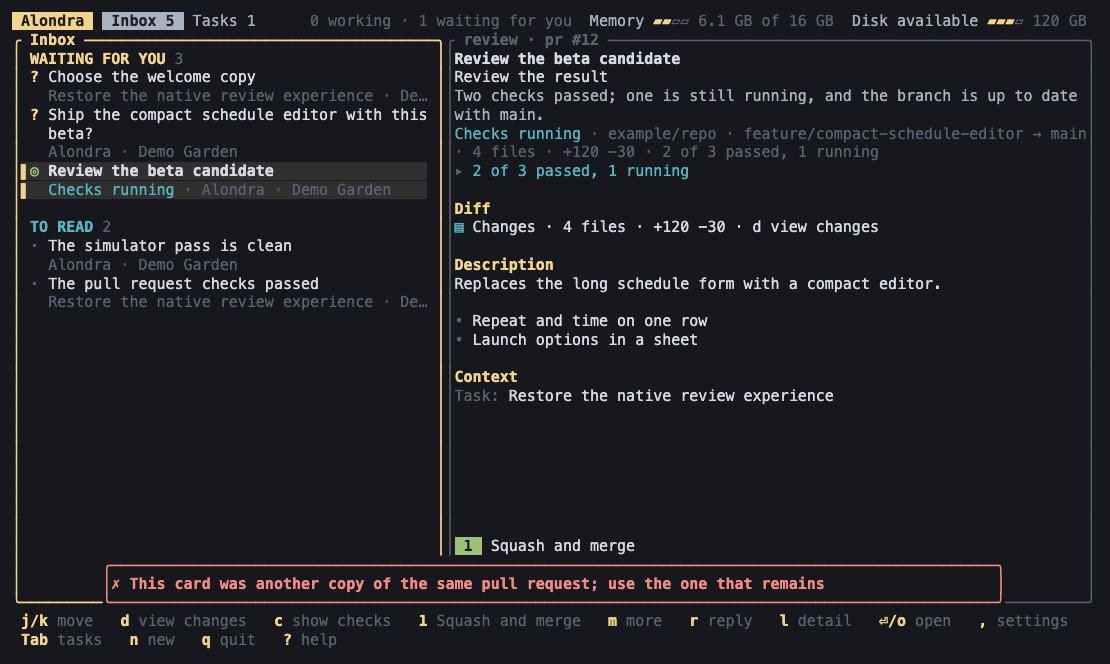 Alondra Inbox 5 Tasks 1 0 working · 1 waiting for you Memory 6.1 GB of 16 GB Disk available 120 GB
Inbox
WAITING FOR YOU 3
? Choose the welcome copy
Restore the native review experience · De…
? Ship the compact schedule editor with this
beta?
Alondra · Demo Garden
◎ Review the beta candidate
Checks running · Alondra · Demo Garden
TO READ 2
· The simulator pass is clean
Alondra · Demo Garden
· The pull request checks passed
Restore the native review experience · De…
review · pr #12
Review the beta candidate
Review the result
Two checks passed; one is still running, and the branch is up to date
with main.
Checks running · example/repo · feature/compact-schedule-editor → main
· 4 files · +120 −30 · 2 of 3 passed, 1 running
▸ 2 of 3 passed, 1 running
Diff
▤ Changes · 4 files · +120 −30 · d view changes
Description
Replaces the long schedule form with a compact editor.
• Repeat and time on one row
• Launch options in a sheet
Context
Task: Restore the native review experience
1 Squash and merge
✗ This card was another copy of the same pull request; use the one that remains
j/k move d view changes c show checks 1 Squash and merge m more r reply l detail ⏎/o open , settings
Tab tasks n new q quit ? help